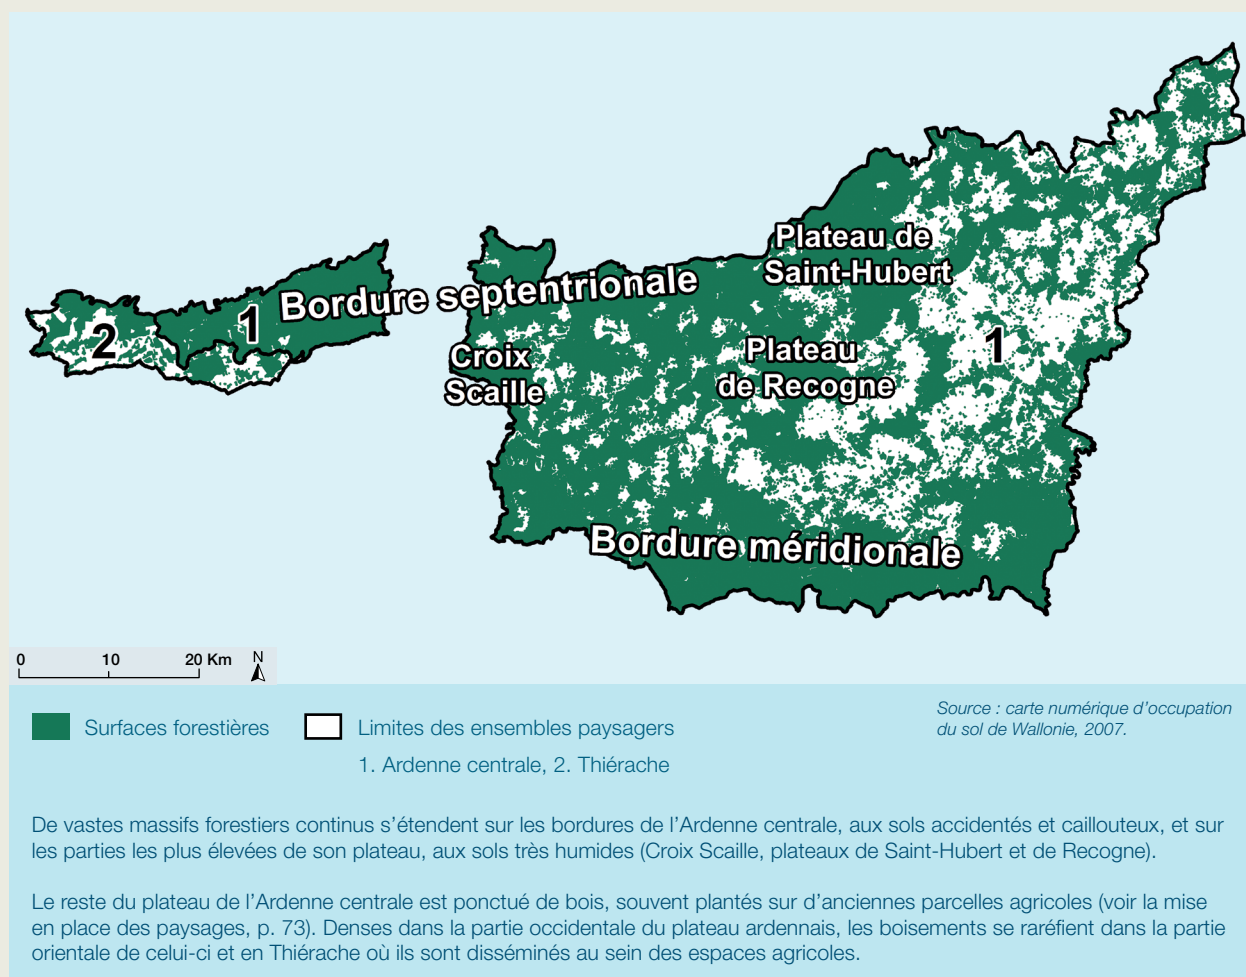 Plateau de
Saint-Hubert
Bordure septentrionale
1
2
Croix
Scaille
Plateau
de Recogne
1
Bordure méridionale
0 10 20 Km N
Surfaces forestières Limites des ensembles paysagers
1. Ardenne centrale, 2. Thiérache
Source : carte numérique d'occupation
du sol de Wallonie, 2007.
De vastes massifs forestiers continus s'étendent sur les bordures de l'Ardenne centrale, aux sols accidentés et caillouteux, et sur
les parties les plus élevées de son plateau, aux sols très humides (Croix Scaille, plateaux de Saint-Hubert et de Recogne).
Le reste du plateau de l'Ardenne centrale est ponctué de bois, souvent plantés sur d'anciennes parcelles agricoles (voir la mise
en place des paysages, p. 73). Denses dans la partie occidentale du plateau ardennais, les boisements se raréfient dans la partie
orientale de celui-ci et en Thiérache où ils sont disséminés au sein des espaces agricoles.